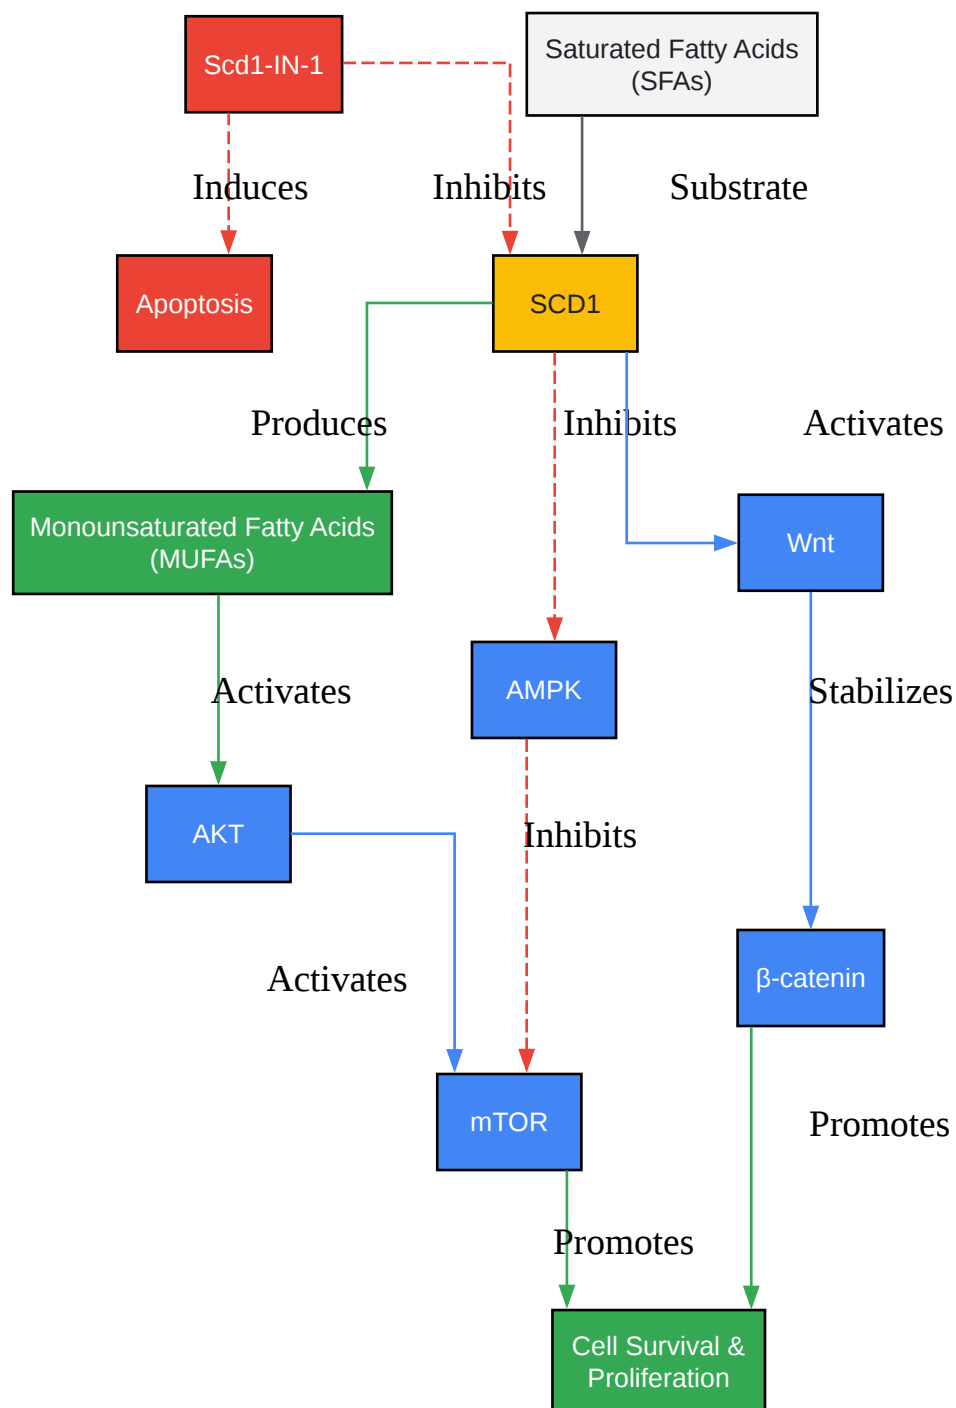 Scd1-IN-1
Saturated Fatty Acids
(SFAs)
Induces
Inhibits
Substrate
Apoptosis
SCD1
Produces
Inhibits
Activates
Monounsaturated Fatty Acids
(MUFAs)
Wnt
Activates
AMPK
Stabilizes
AKT
Inhibits
Activates
β-catenin
mTOR
Promotes
Promotes
Cell Survival &
Proliferation